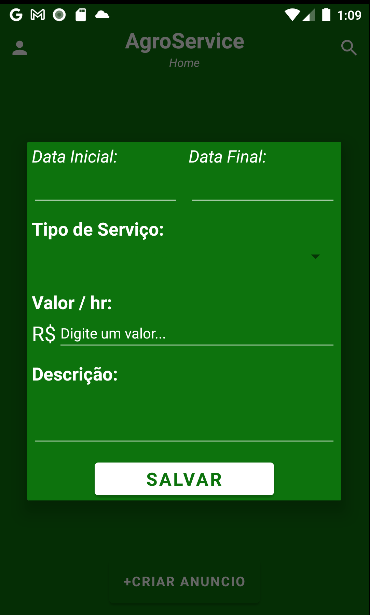 1:09
AgroService
Home
Data Inicial: Data Final:
Tipo de Serviço:
Valor / hr:
R$ Digite um valor...
Descrição:
SALVAR
+CRIAR ANUNCIO